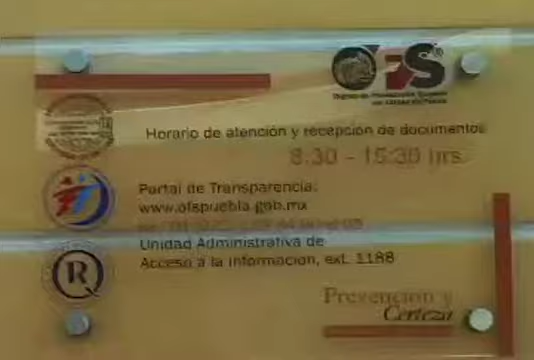 OFS
Horario de atención y recepción de documentos
8:30 - 15:30 hrs.
Portal de Transparencia:
www.ofspuebla.gob.mx
Unidad Administrativa de
Acceso a la información, ext. 1188
R
Prevención y
Certeza